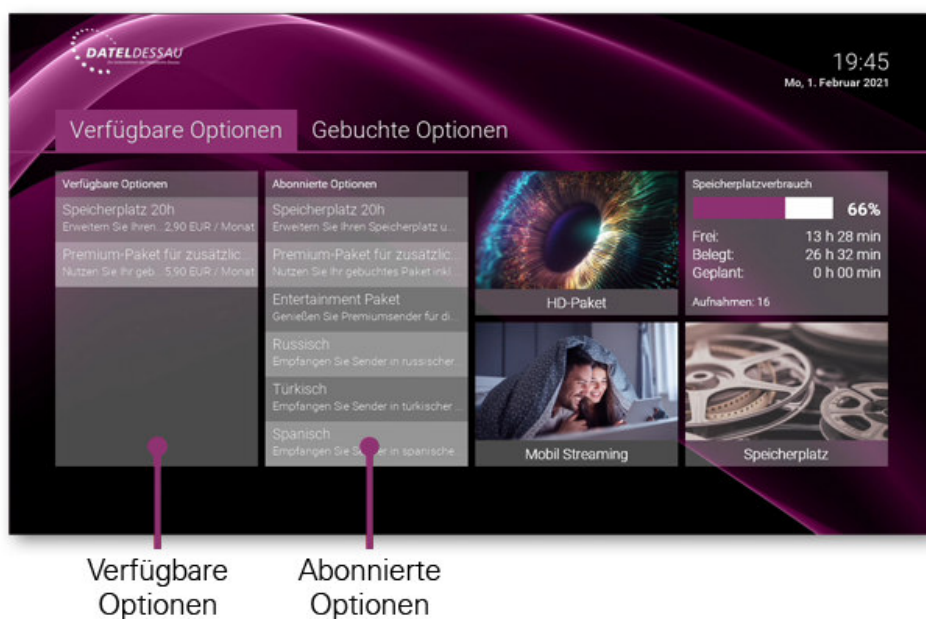 DATELDESSAU
19:45
Mo, 1. Februar 2021
Verfügbare Optionen
Gebuchte Optionen
Verfügbare Optionen
Speicherplatz 20h
Erweitern Sie Ihren... 2,90 EUR / Monat
Premium-Paket für zusätzlic...
Nutzen Sie Ihr geb... 5,90 EUR / Monat
Abonnierte Optionen
Speicherplatz 20h
Erweitern Sie Ihren Speicherplatz u...
Premium-Paket für zusätzlic...
Nutzen Sie Ihr gebuchtes Paket inkl...
Entertainment Paket
Genießen Sie Premiumsender für di...
Russisch
Empfangen Sie Sender in russischer...
Türkisch
Empfangen Sie Sender in türkischer ...
Spanisch
Empfangen Sie Sender in spanische...
HD-Paket
Mobil Streaming
Speicherplatzverbrauch
66%
Frei: 13 h 28 min
Belegt: 26 h 32 min
Geplant: 0 h 00 min
Aufnahmen: 16
Speicherplatz
Verfügbare
Optionen
Abonnierte
Optionen